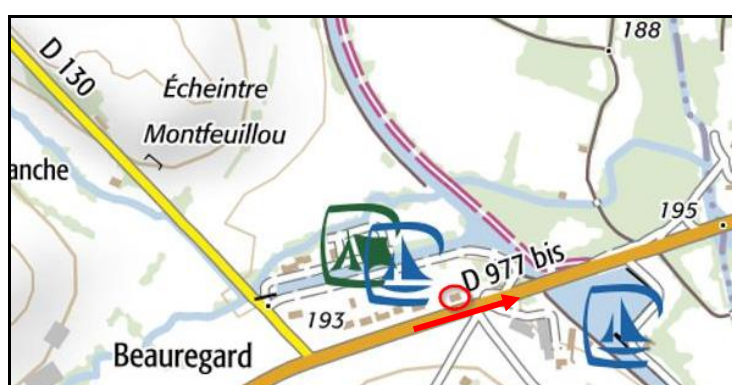 188
D 130
Écheintre
Montfeuillou
anche
195
D 977 bis
193
Beauregard